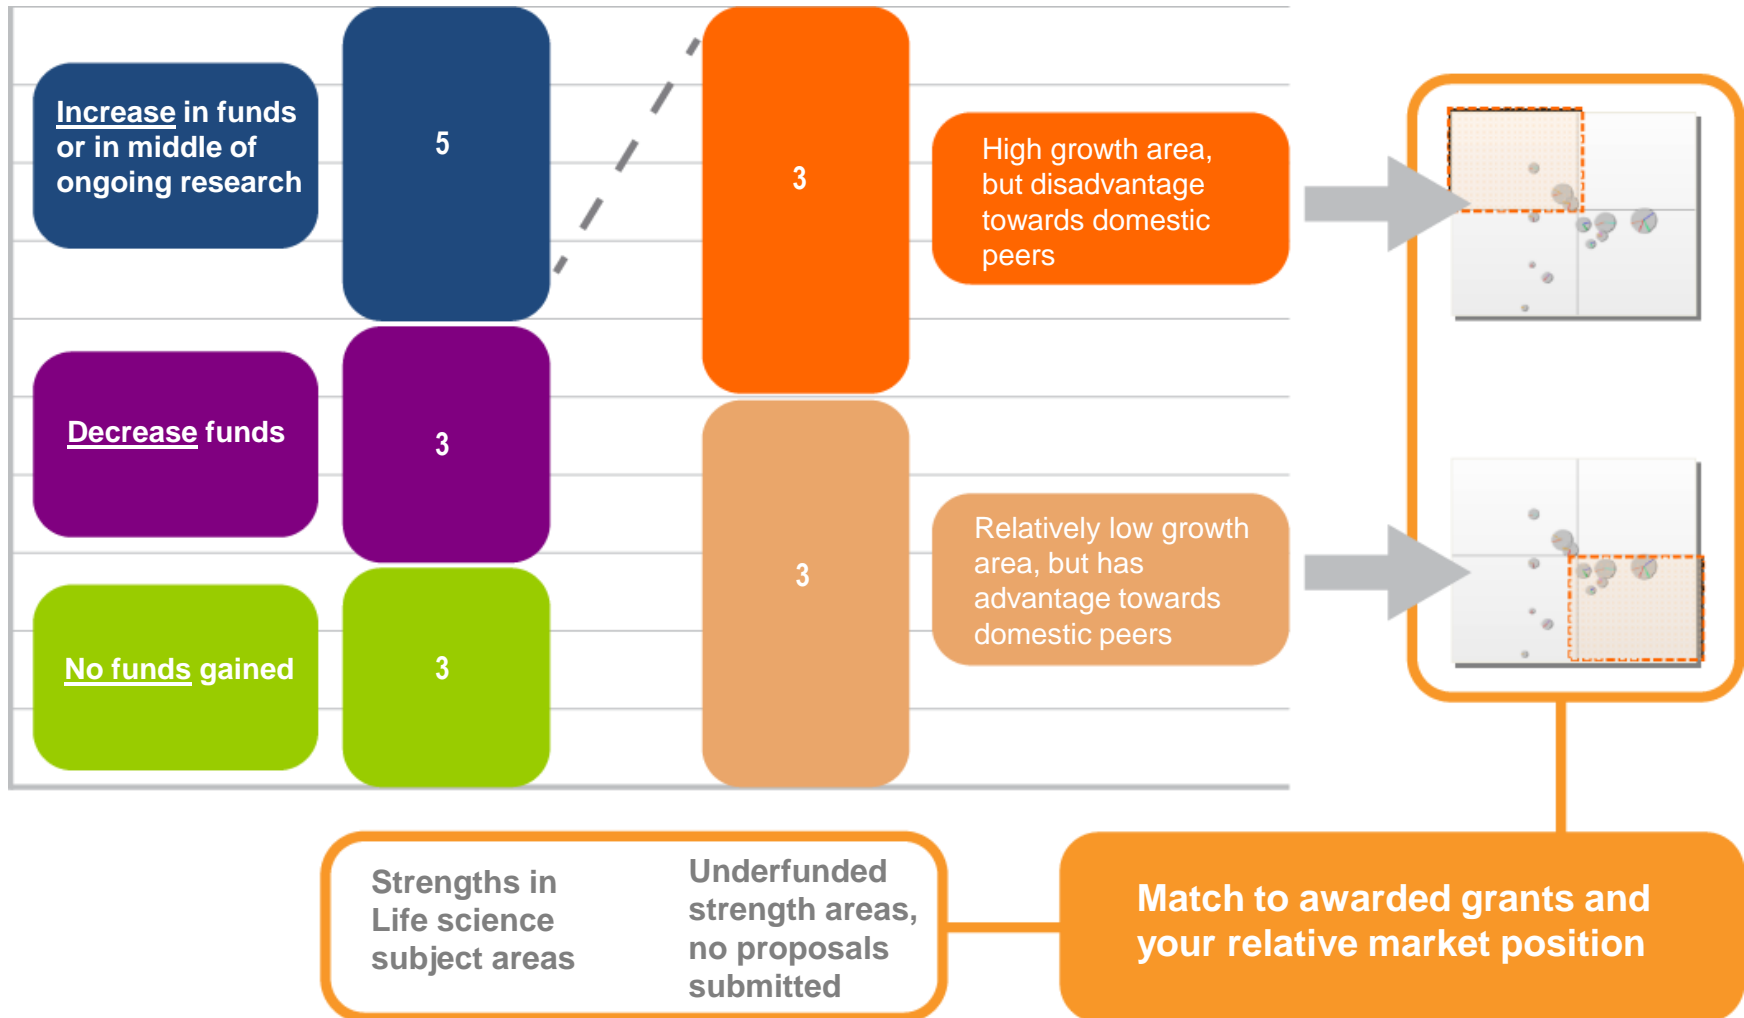 Increase in funds
or in middle of
ongoing research
5
3
High growth area,
but disadvantage
towards domestic
peers
Decrease funds
3
3
Relatively low growth
area, but has
advantage towards
domestic peers
No funds gained
3
Strengths in
Life science
subject areas
Underfunded
strength areas,
no proposals
submitted
Match to awarded grants and
your relative market position